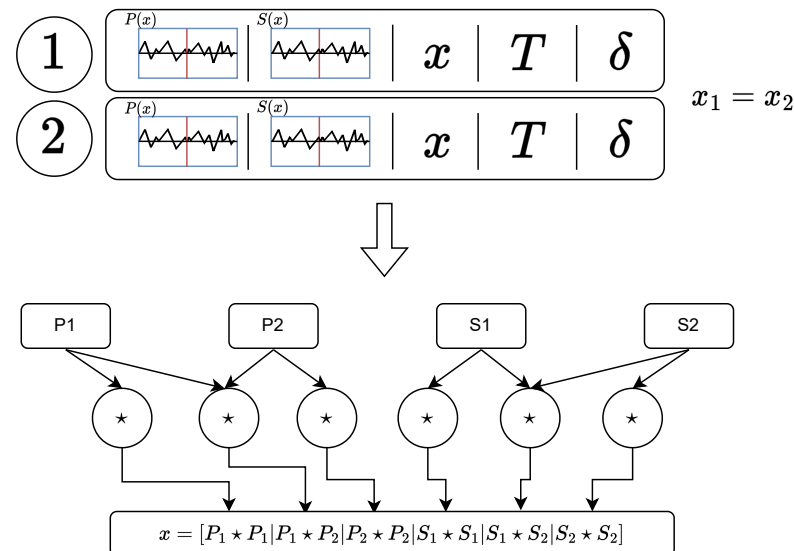 P(x) S(x)
1 x T δ
x₁ = x₂
P(x) S(x)
2 x T δ
P1 P2 S1 S2
⋆ ⋆ ⋆ ⋆ ⋆ ⋆
x = [P₁ ⋆ P₁|P₁ ⋆ P₂|P₂ ⋆ P₂|S₁ ⋆ S₁|S₁ ⋆ S₂|S₂ ⋆ S₂]